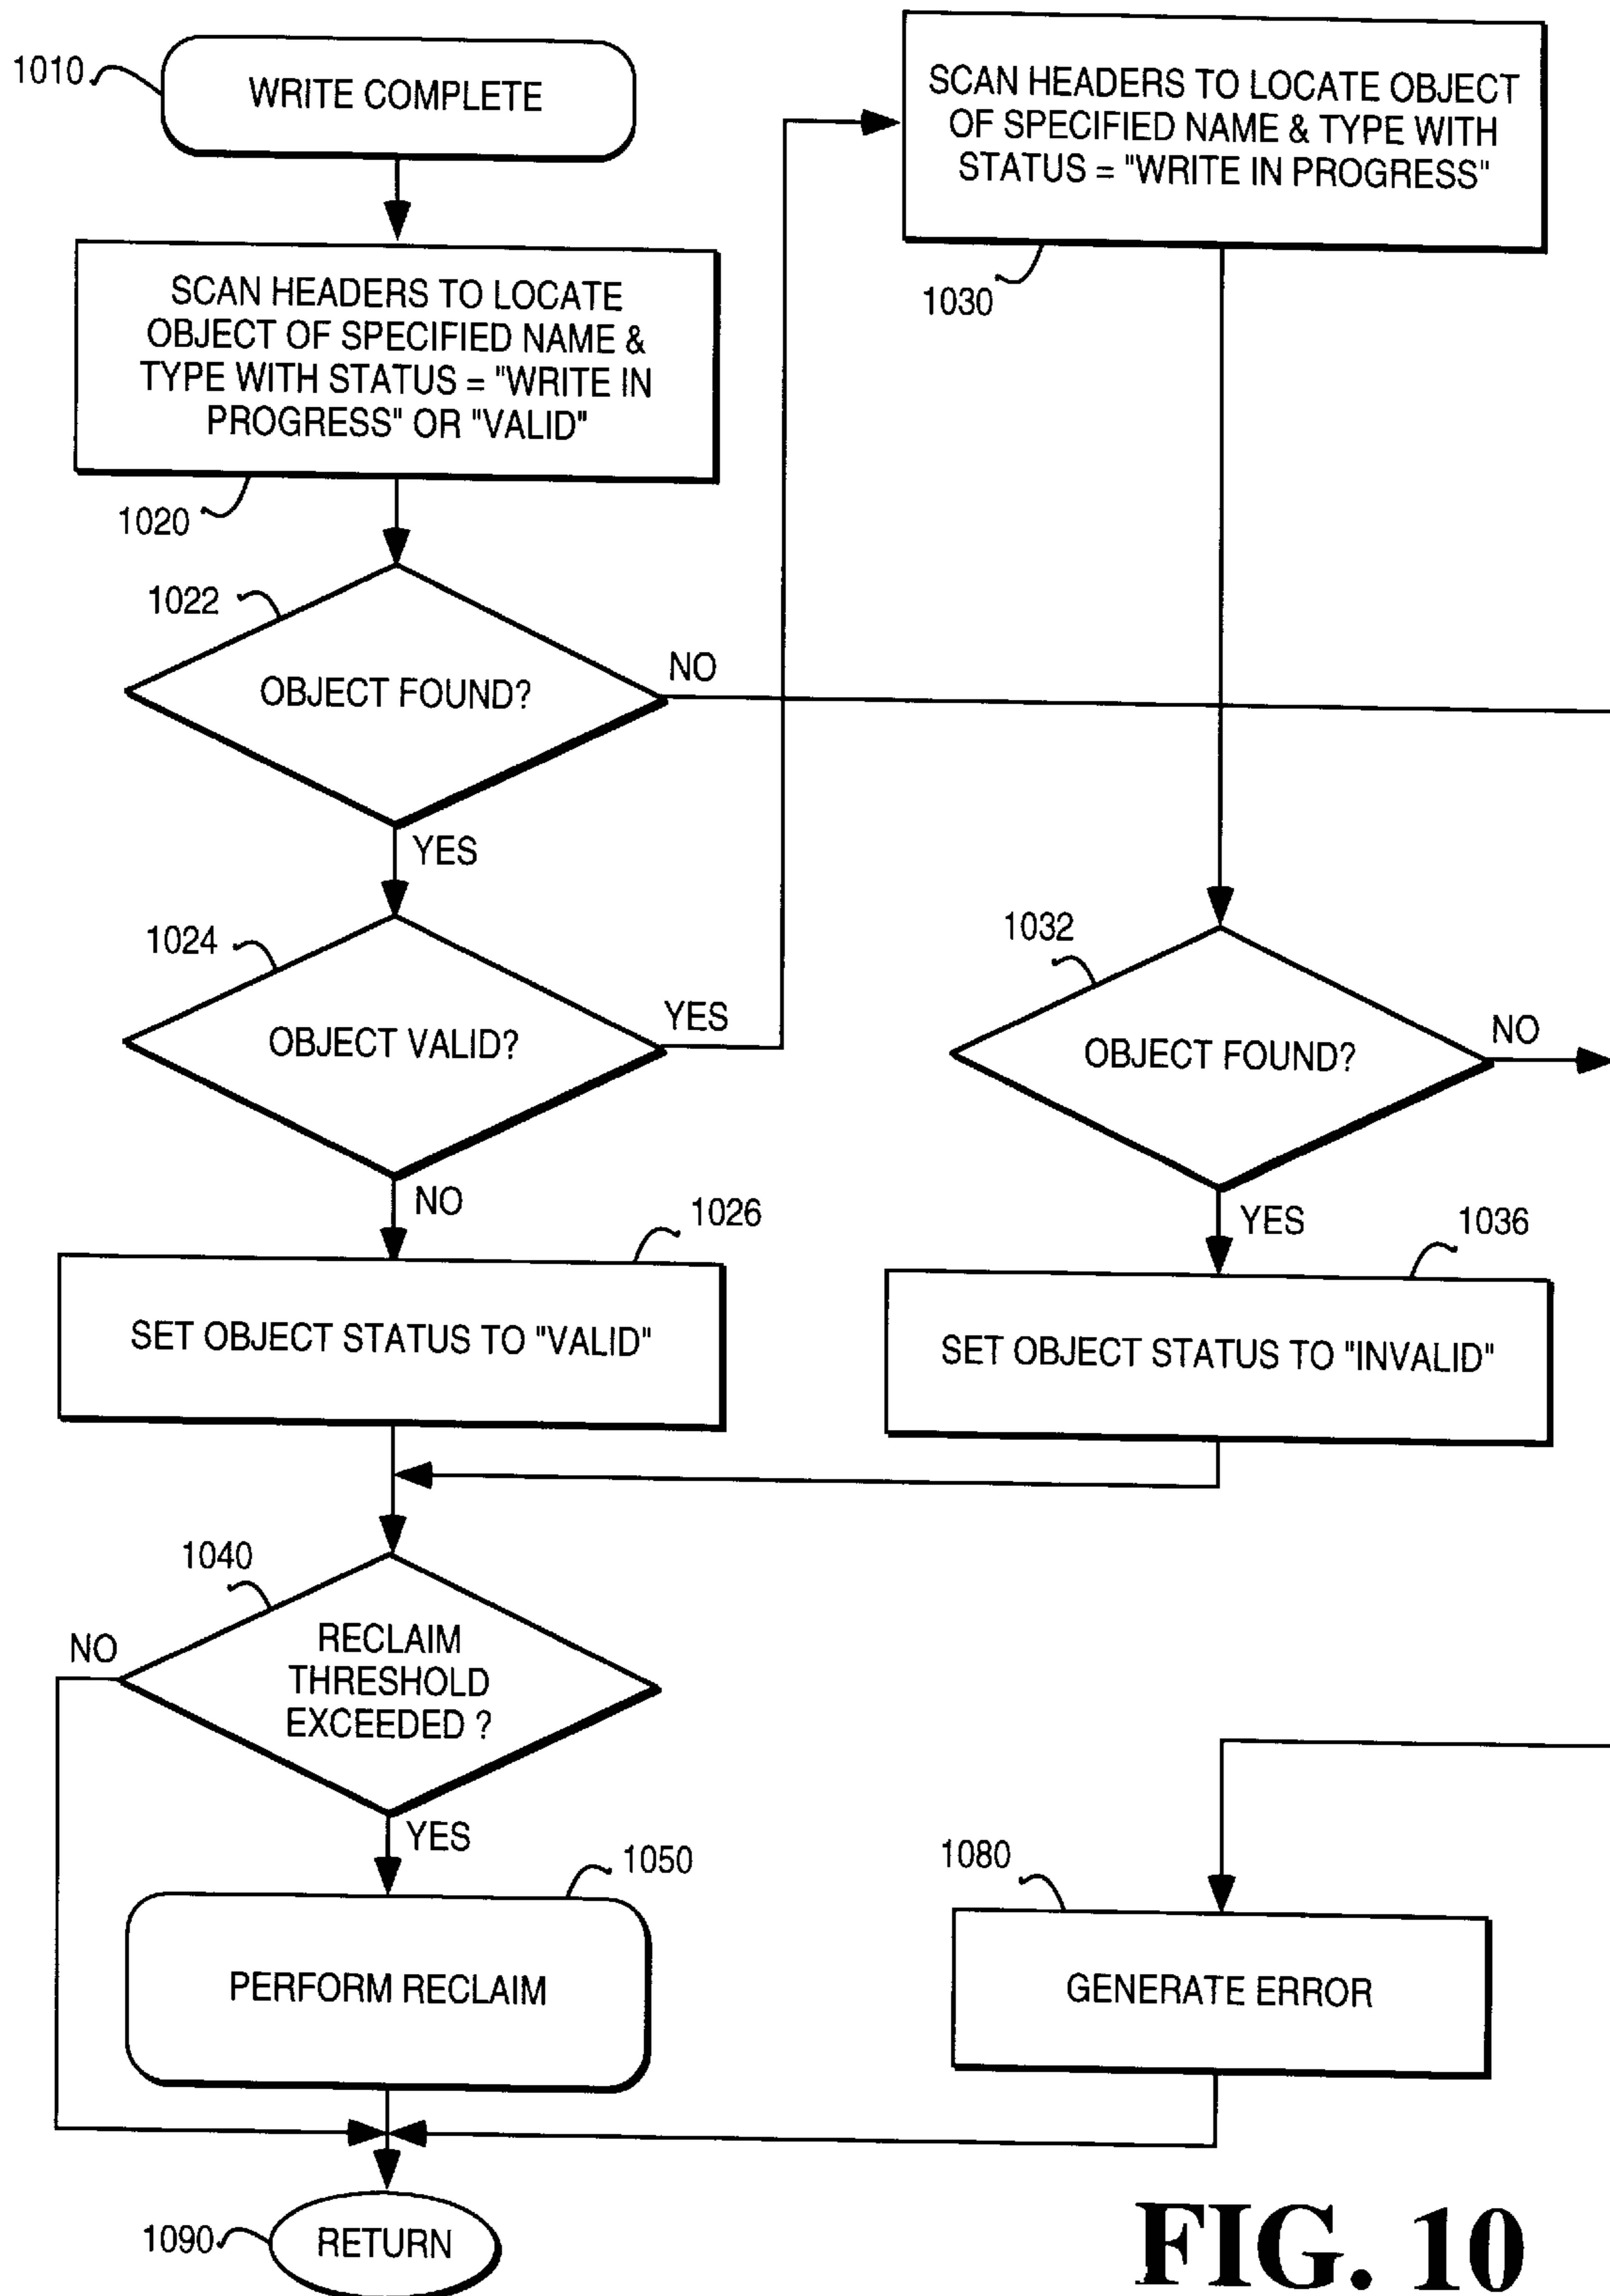 1010
WRITE COMPLETE
SCAN HEADERS TO LOCATE
OBJECT OF SPECIFIED NAME &
TYPE WITH STATUS = "WRITE IN
PROGRESS" OR "VALID"
1020
1022
OBJECT FOUND?
NO
YES
1024
OBJECT VALID?
YES
NO
1026
SET OBJECT STATUS TO "VALID"
SCAN HEADERS TO LOCATE OBJECT
OF SPECIFIED NAME & TYPE WITH
STATUS = "WRITE IN PROGRESS"
1030
1032
OBJECT FOUND?
NO
YES
1036
SET OBJECT STATUS TO "INVALID"
1040
RECLAIM
THRESHOLD
EXCEEDED ?
NO
YES
1050
PERFORM RECLAIM
1080
GENERATE ERROR
1090
RETURN
FIG. 10